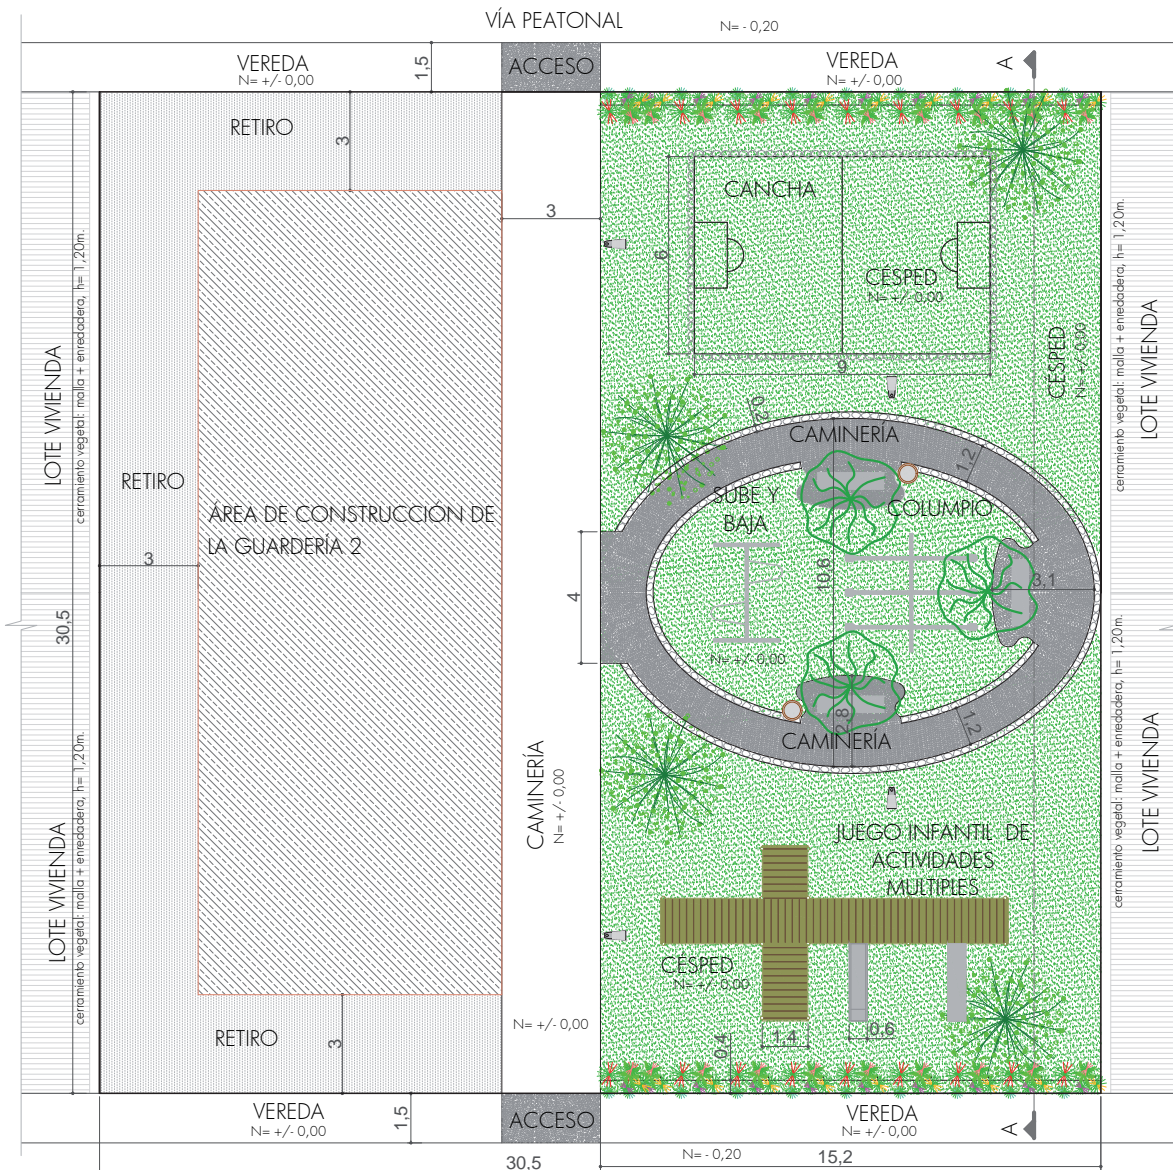 VÍA PEATONAL
N= - 0,20
VEREDA
N= +/- 0,00
1,5
ACCESO
VEREDA
N= +/- 0,00
A
RETIRO
3
3
CANCHA
6
CÉSPED
N= +/- 0,00
9
CÉSPED
N= +/- 0,00
LOTE VIVIENDA
cerramiento vegetal: malla + enredadera, h= 1,20m.
cerramiento vegetal: malla + enredadera, h= 1,20m.
LOTE VIVIENDA
0,2
CAMINERÍA
1,2
RETIRO
SUBE Y
BAJA
COLUMPIO
ÁREA DE CONSTRUCCIÓN DE
LA GUARDERÍA 2
3
30,5
4
10,6
3,1
N= +/- 0,00
2,8
1,2
CAMINERÍA
LOTE VIVIENDA
cerramiento vegetal: malla + enredadera, h= 1,20m.
CAMINERÍA
N= +/- 0,00
cerramiento vegetal: malla + enredadera, h= 1,20m.
LOTE VIVIENDA
JUEGO INFANTIL DE
ACTIVIDADES
MULTIPLES
CÉSPED
N= +/- 0,00
RETIRO
3
N= +/- 0,00
0,4
1,4
0,6
VEREDA
N= +/- 0,00
1,5
ACCESO
VEREDA
N= +/- 0,00
A
30.5
N= - 0,20
15,2